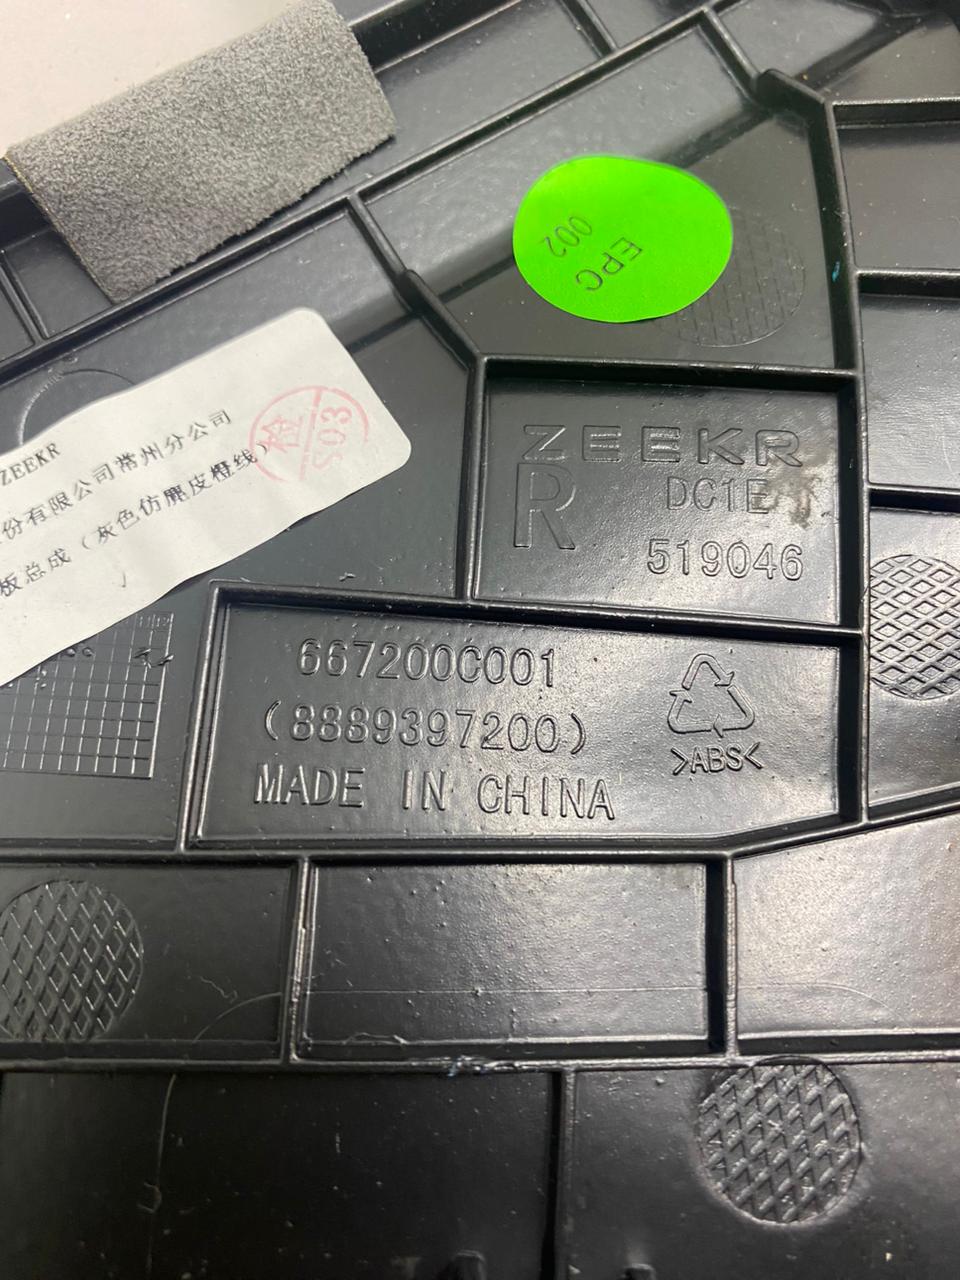 EPC
002
ZEEKR
份有限公司常州分公司
板总成（灰色仿麂皮橙线）
检
S03
ZEEKR
R
DC1E
519046
667200C001
(8889397200)
MADE IN CHINA
>ABS<